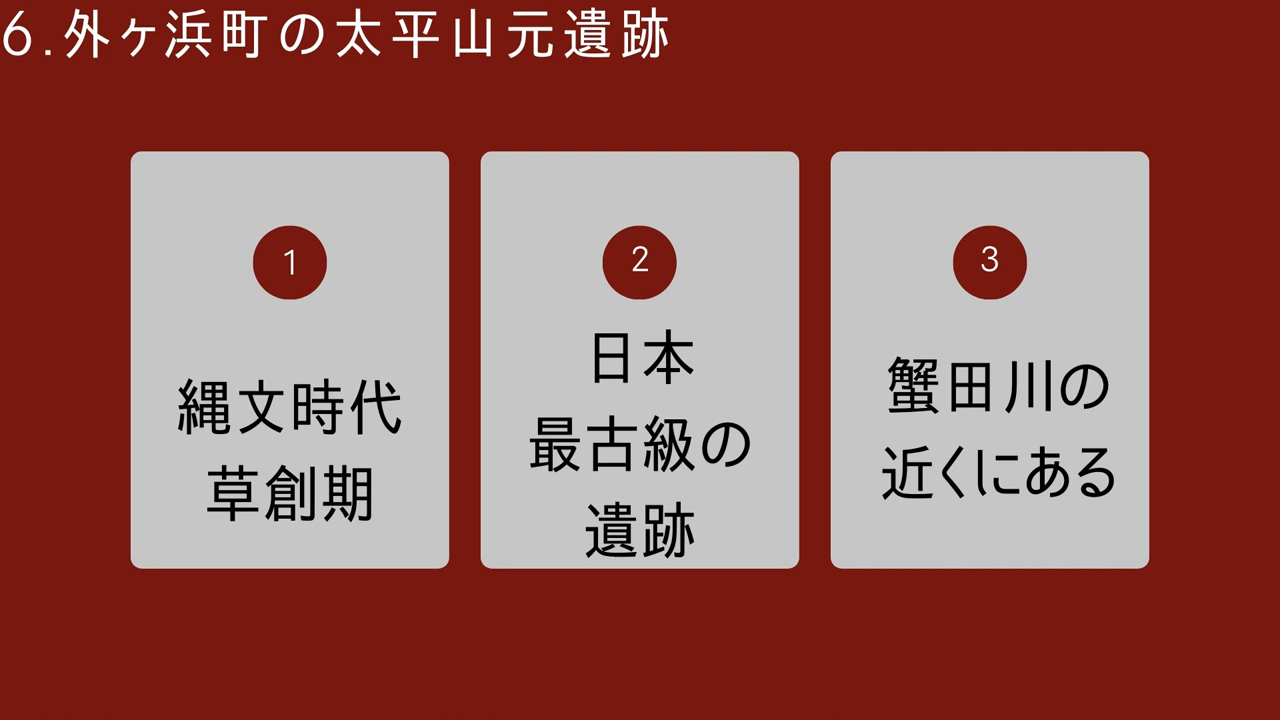 6.外ヶ浜町の太平山元遺跡
1
縄文時代
草創期
2
日本
最古級の
遺跡
3
蟹田川の
近くにある